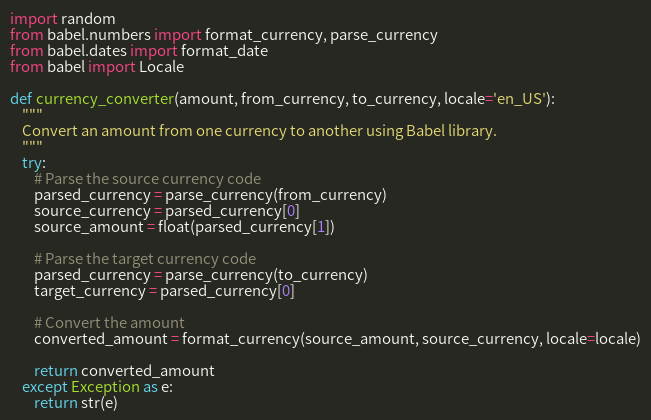 import random
from babel.numbers import format_currency, parse_currency
from babel.dates import format_date
from babel import Locale

def currency_converter(amount, from_currency, to_currency, locale='en_US'):
    """
    Convert an amount from one currency to another using Babel library.
    """
    try:
        # Parse the source currency code
        parsed_currency = parse_currency(from_currency)
        source_currency = parsed_currency[0]
        source_amount = float(parsed_currency[1])

        # Parse the target currency code
        parsed_currency = parse_currency(to_currency)
        target_currency = parsed_currency[0]

        # Convert the amount
        converted_amount = format_currency(source_amount, source_currency, locale=locale)

        return converted_amount
    except Exception as e:
        return str(e)